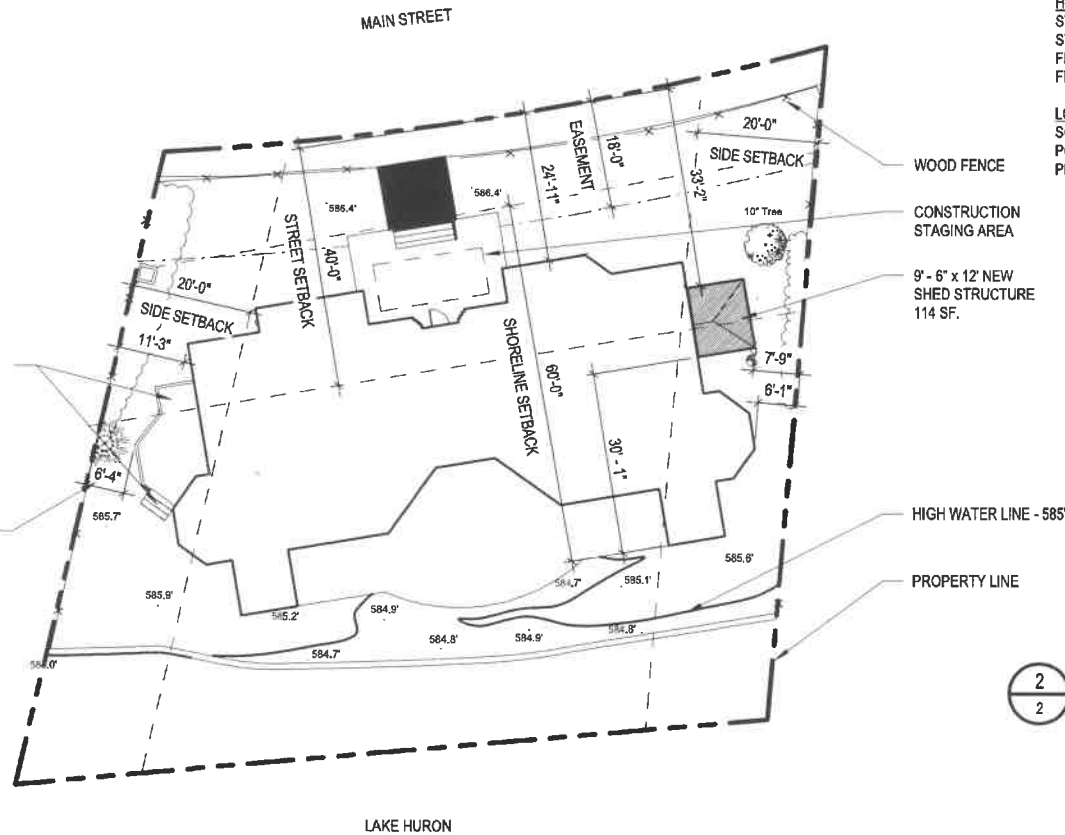 MAIN STREET
20'-0"
SIDE SETBACK
WOOD FENCE
EASEMENT
18'-0"
24'-11"
33'-2"
586.4'
586.4'
STREET SETBACK
40'-0"
10" Tree
CONSTRUCTION
STAGING AREA
9' - 6" x 12' NEW
SHED STRUCTURE
114 SF.
20'-0"
SIDE SETBACK
11'-3"
SHORELINE SETBACK
60'-0"
30' - 1"
7'-9"
6'-1"
6'-4"
585.7'
HIGH WATER LINE - 585'
585.6'
584.7'
585.1'
PROPERTY LINE
585.9'
585.2'
584.9'
584.8'
584.9'
584.8'
584.7'
2
2
LAKE HURON